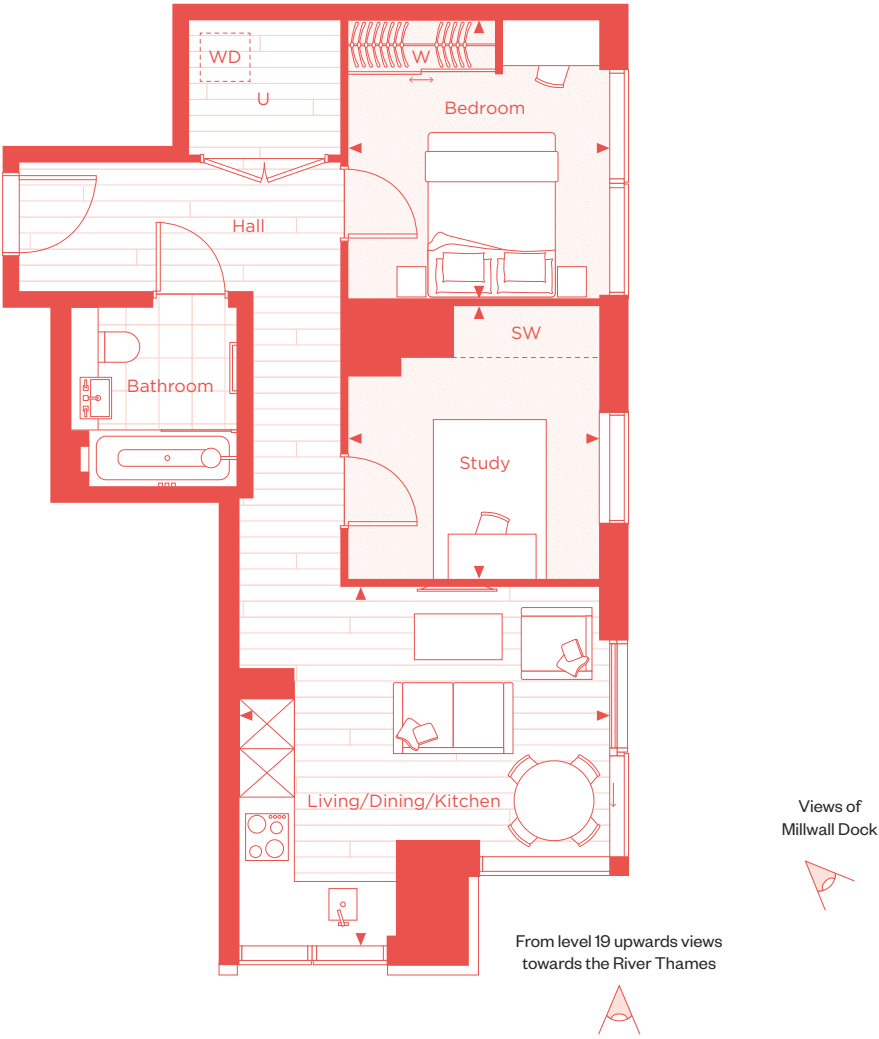 WD
U
W
Bedroom
Hall
SW
Bathroom
Study
Living/Dining/Kitchen
Views of
Millwall Dock
From level 19 upwards views
towards the River Thames